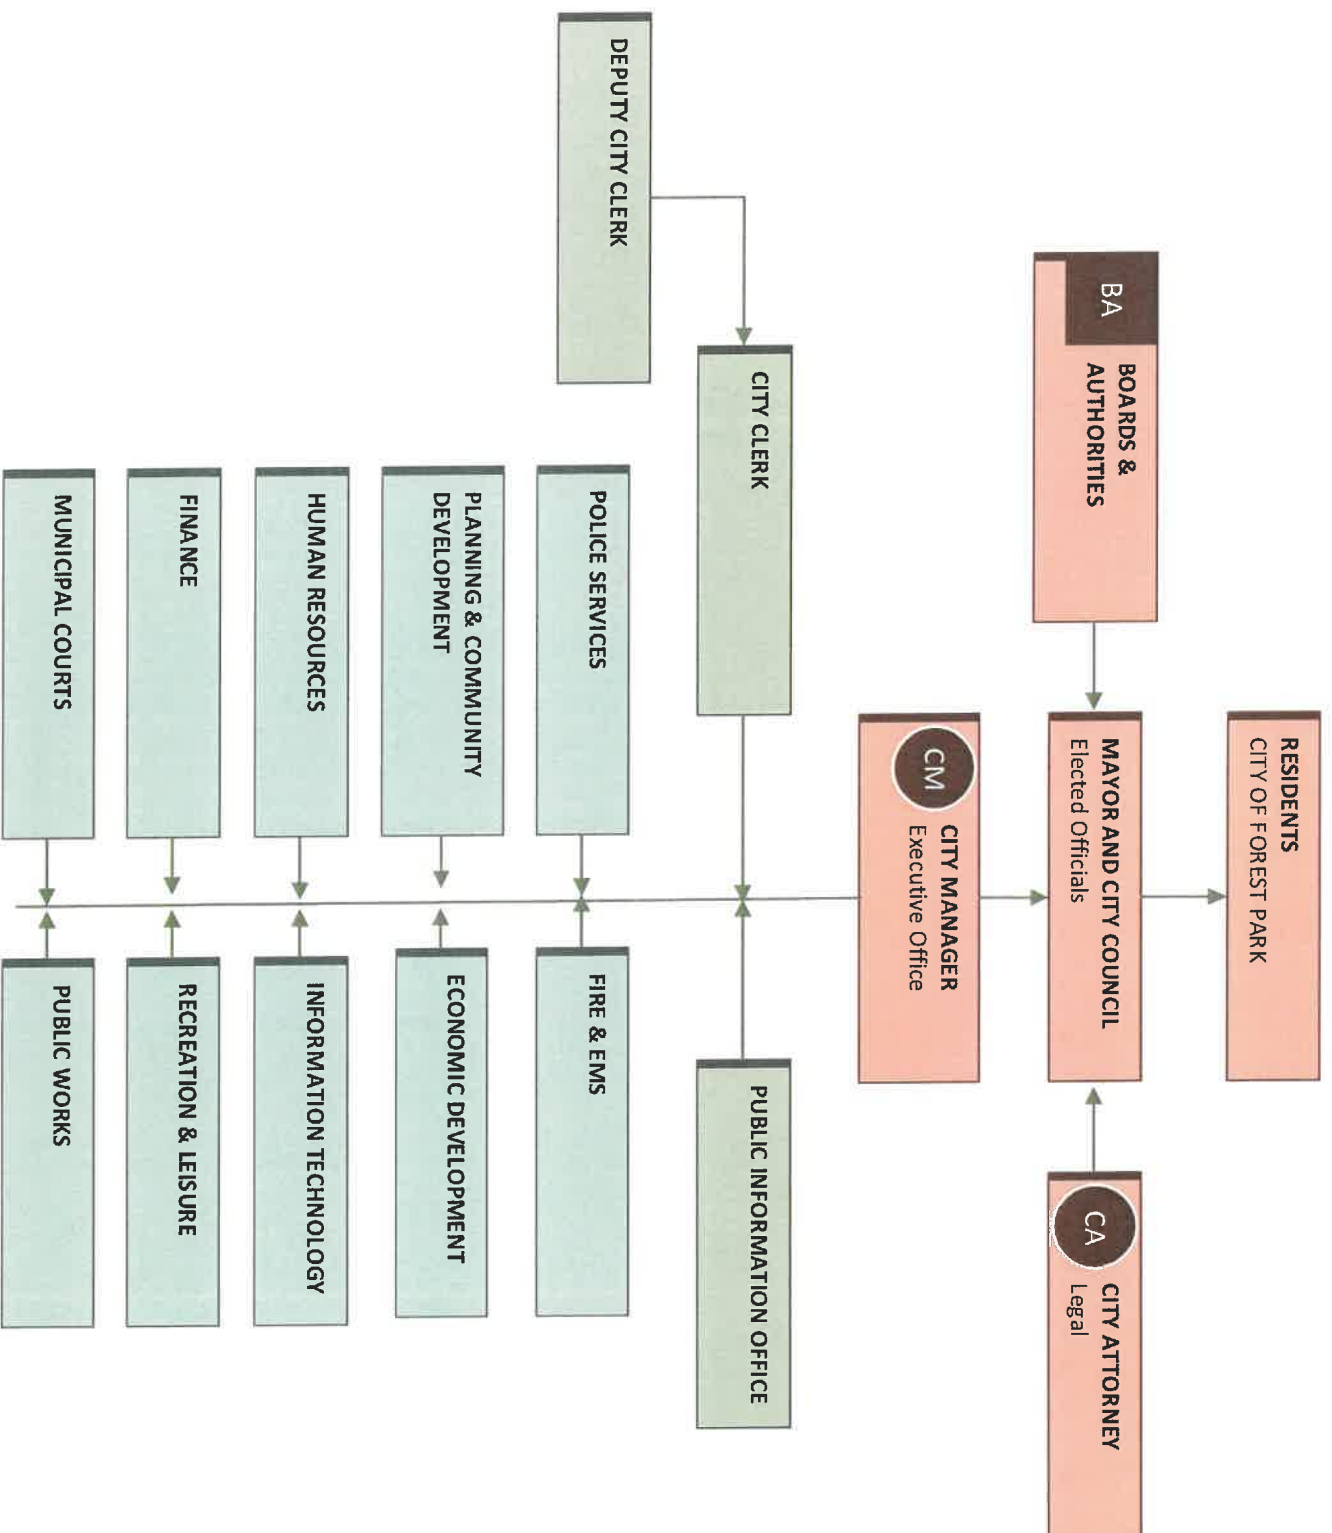 RESIDENTS
CITY OF FOREST PARK
BA
BOARDS &
AUTHORITIES
MAYOR AND CITY COUNCIL
Elected Officials
CA
CITY ATTORNEY
Legal
CM
CITY MANAGER
Executive Office
CITY CLERK
PUBLIC INFORMATION OFFICE
DEPUTY CITY CLERK
POLICE SERVICES
FIRE & EMS
PLANNING & COMMUNITY
DEVELOPMENT
ECONOMIC DEVELOPMENT
HUMAN RESOURCES
INFORMATION TECHNOLOGY
FINANCE
RECREATION & LEISURE
MUNICIPAL COURTS
PUBLIC WORKS